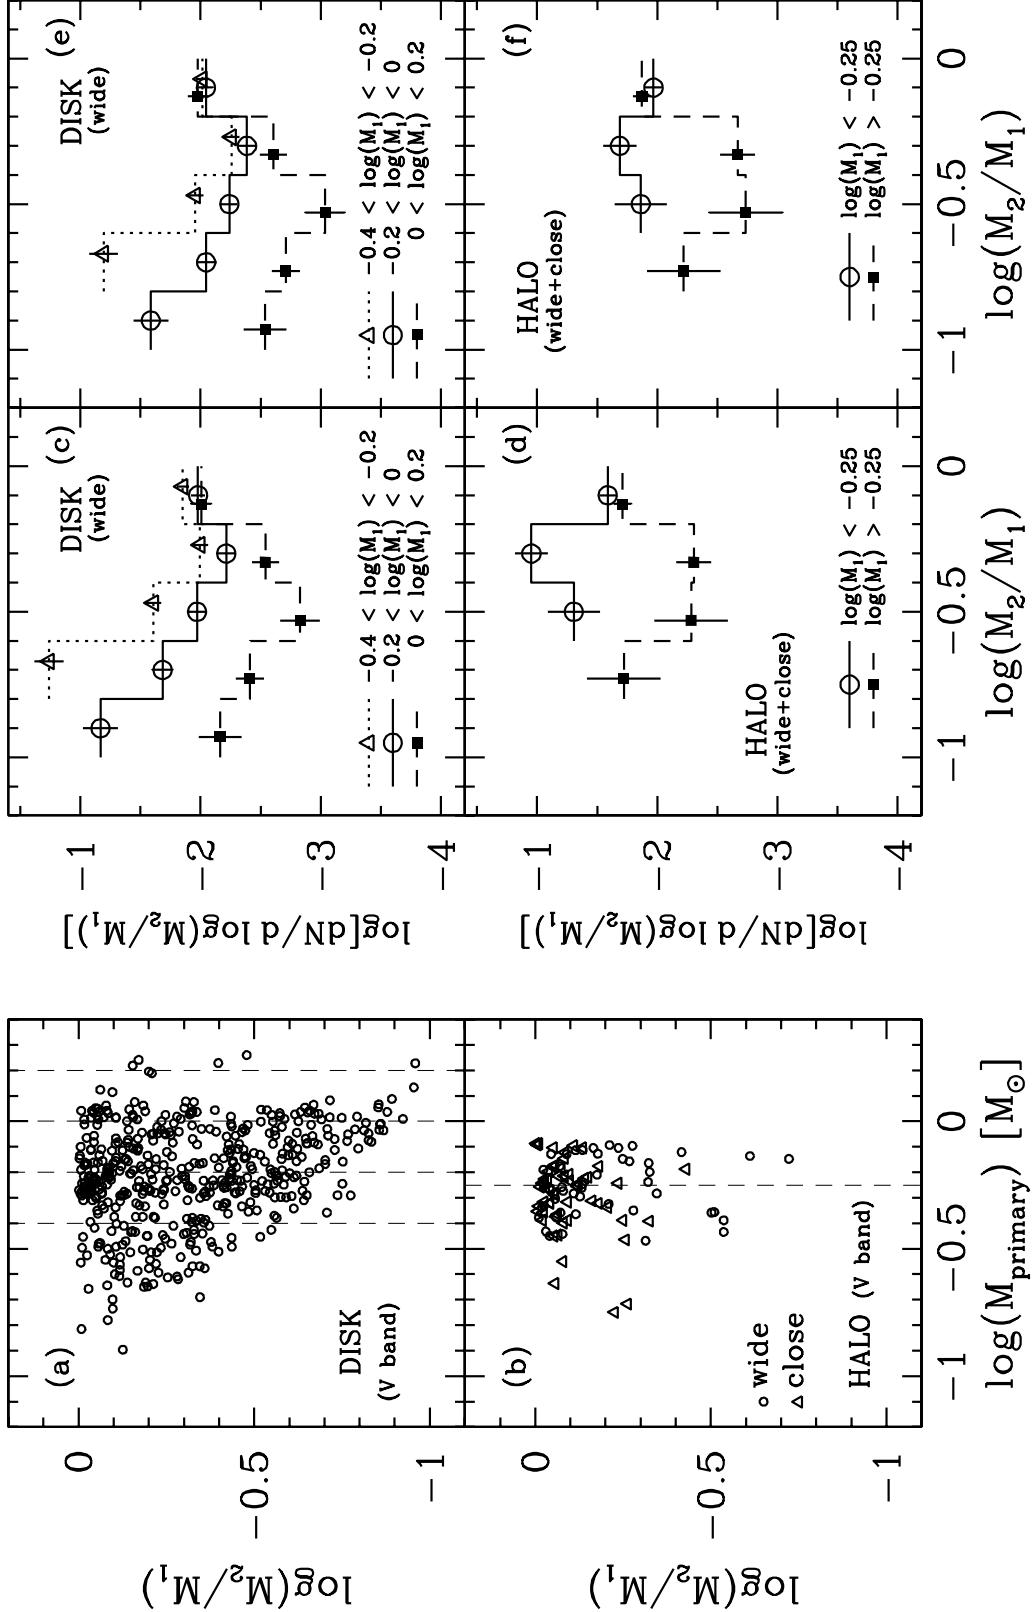 (a)
DISK
(V band)
0
−0.5
−1
log(M2/M1)
(b)
wide
close
HALO (V band)
0
−0.5
−1
log(M2/M1)
−1
−0.5
0
log(Mprimary) [M⊙]
(c)
DISK
(wide)
−0.4 < log(M1) < −0.2
−0.2 < log(M1) < 0
0 < log(M1) < 0.2
−1
−2
−3
−4
log[dN/d log(M2/M1)]
(e)
DISK
(wide)
−0.4 < log(M1) < −0.2
−0.2 < log(M1) < 0
0 < log(M1) < 0.2
(d)
HALO
(wide+close)
log(M1) < −0.25
log(M1) > −0.25
−1
−2
−3
−4
log[dN/d log(M2/M1)]
−1
−0.5
0
log(M2/M1)
(f)
HALO
(wide+close)
log(M1) < −0.25
log(M1) > −0.25
−1
−0.5
0
log(M2/M1)